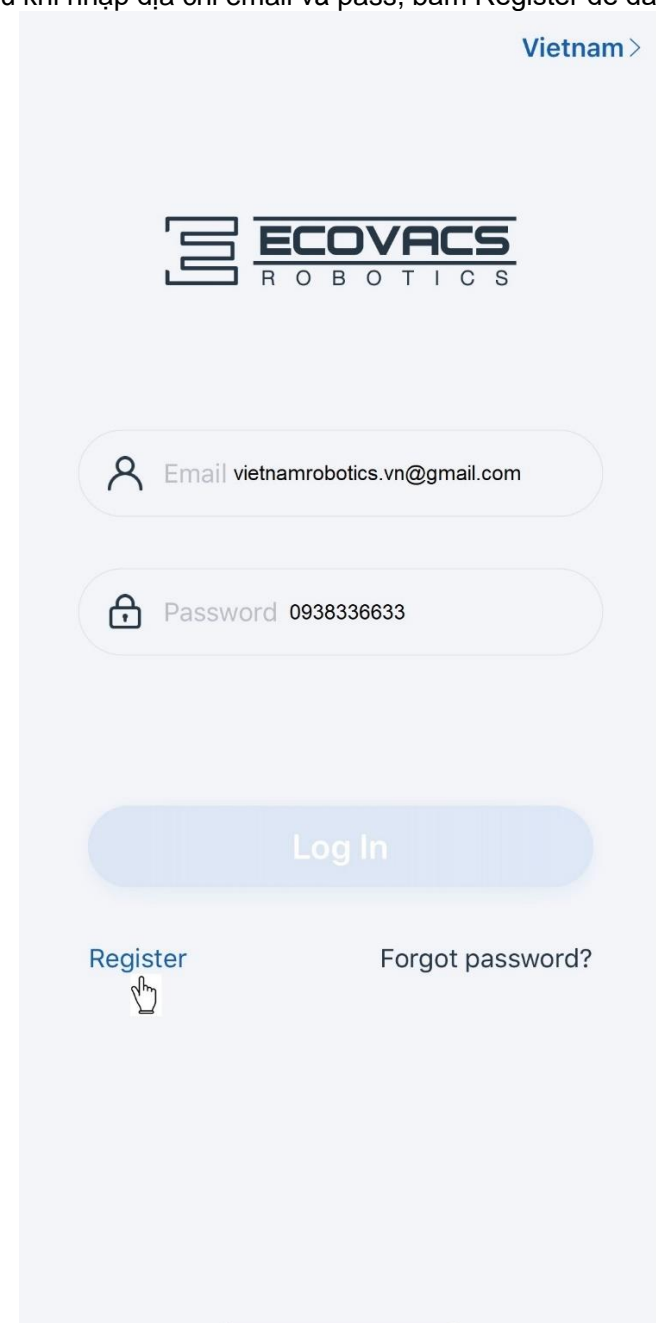 khi nhập địa chỉ email và pass, bấm Register để
Vietnam >
ECOVACS
ROBOTICS
Email vietnamrobotics.vn@gmail.com
Password 0938336633
Log In
Register Forgot password?